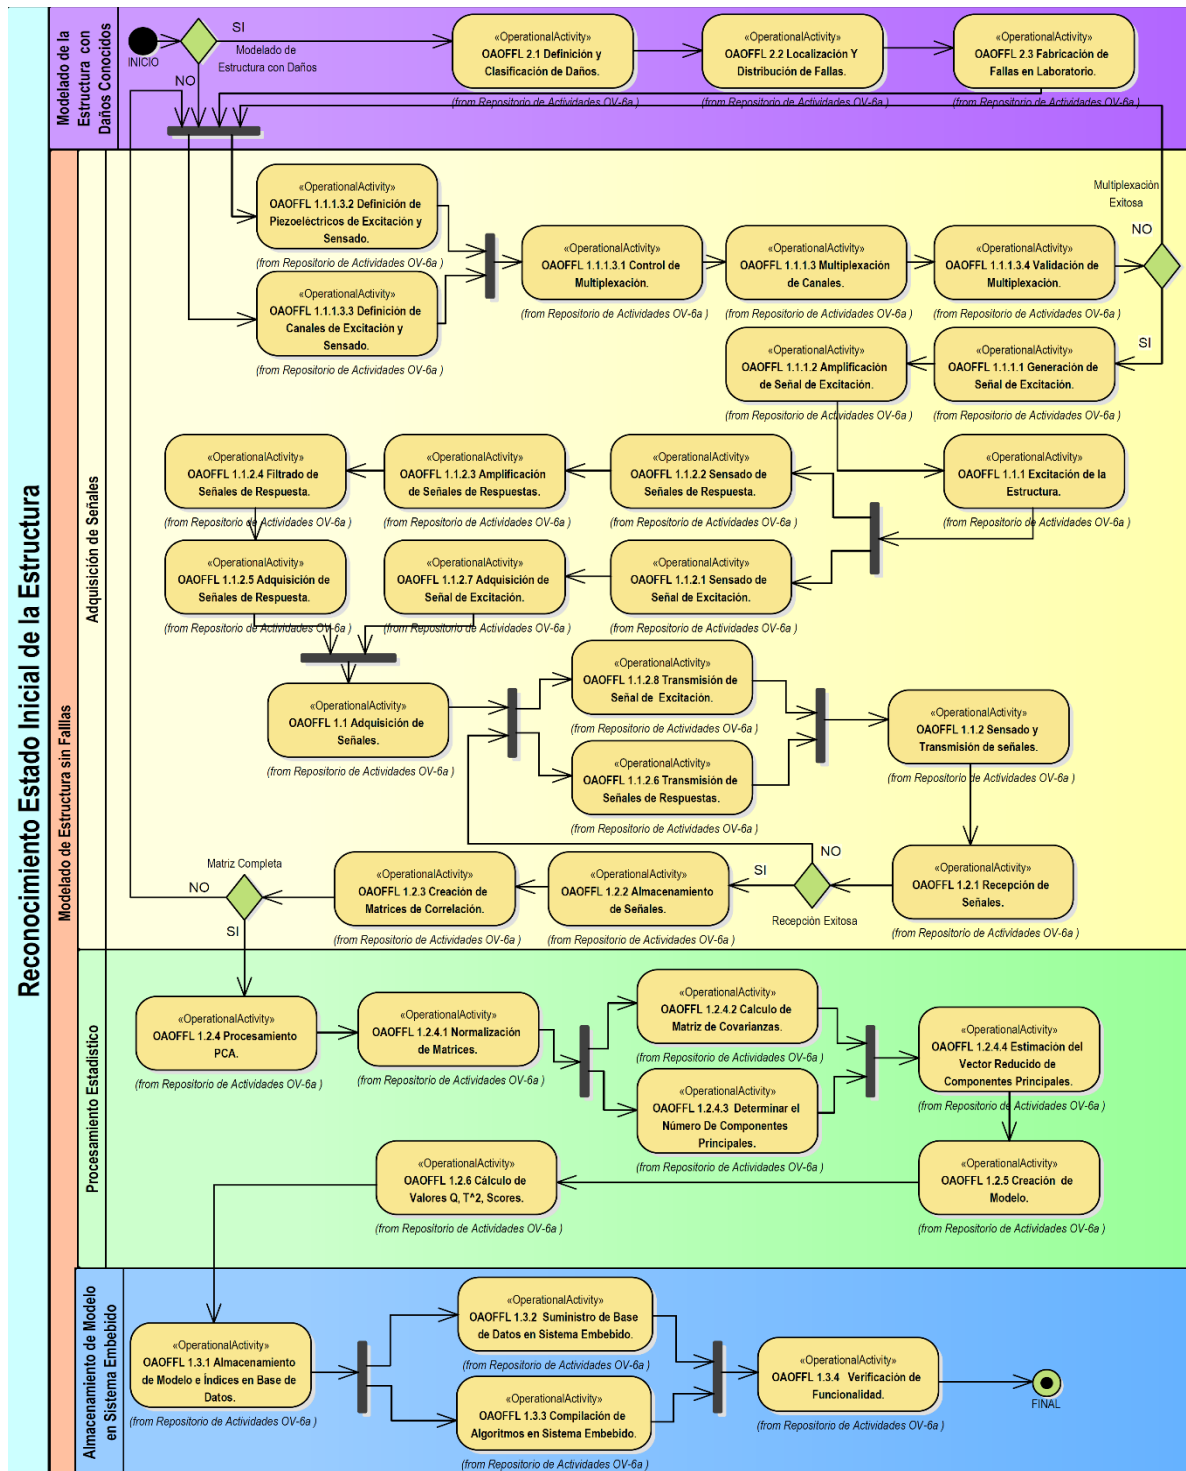 Reconocimiento Estado Inicial de la Estructura
Modelado de la
Estructura con
Daños Conocidos
INICIO
SI
Modelado de
Estructura con Daños
NO
«OperationalActivity»
OAOFFL 2.1 Definición y
Clasificación de Daños.
(from Repositorio de Actividades OV-6a )
«OperationalActivity»
OAOFFL 2.2 Localización Y
Distribución de Fallas.
(from Repositorio de Actividades OV-6a )
«OperationalActivity»
OAOFFL 2.3 Fabricación de
Fallas en Laboratorio.
(from Repositorio de Actividades OV-6a )
Modelado de Estructura sin Falllas
Adquisición de Señales
«OperationalActivity»
OAOFFL 1.1.1.3.2 Definición de
Piezoeléctricos de Excitación y
Sensado.
(from Repositorio de Actividades OV-6a )
«OperationalActivity»
OAOFFL 1.1.1.3.3 Definición de
Canales de Excitación y
Sensado.
(from Repositorio de Actividades OV-6a )
«OperationalActivity»
OAOFFL 1.1.1.3.1 Control de
Multiplexación.
(from Repositorio de Actividades OV-6a )
«OperationalActivity»
OAOFFL 1.1.1.3 Multiplexación
de Canales.
(from Repositorio de Actividades OV-6a )
«OperationalActivity»
OAOFFL 1.1.1.3.4 Validación de
Multiplexación.
(from Repositorio de Actividades OV-6a )
Multiplexación
Exitosa
NO
SI
«OperationalActivity»
OAOFFL 1.1.1.2 Amplificación
de Señal de Excitación.
(from Repositorio de Actividades OV-6a )
«OperationalActivity»
OAOFFL 1.1.1.1 Generación de
Señal de Excitación.
(from Repositorio de Actividades OV-6a )
«OperationalActivity»
OAOFFL 1.1.2.4 Filtrado de
Señales de Respuesta.
(from Repositorio de Actividades OV-6a )
«OperationalActivity»
OAOFFL 1.1.2.3 Amplificación
de Señales de Respuestas.
(from Repositorio de Actividades OV-6a )
«OperationalActivity»
OAOFFL 1.1.2.2 Sensado de
Señales de Respuesta.
(from Repositorio de Actividades OV-6a )
«OperationalActivity»
OAOFFL 1.1.1 Excitación de la
Estructura.
(from Repositorio de Actividades OV-6a )
«OperationalActivity»
OAOFFL 1.1.2.5 Adquisición de
Señales de Respuesta.
(from Repositorio de Actividades OV-6a )
«OperationalActivity»
OAOFFL 1.1.2.7 Adquisición de
Señal de Excitación.
(from Repositorio de Actividades OV-6a )
«OperationalActivity»
OAOFFL 1.1.2.1 Sensado de
Señal de Excitación.
(from Repositorio de Actividades OV-6a )
«OperationalActivity»
OAOFFL 1.1 Adquisición de
Señales.
(from Repositorio de Actividades OV-6a )
«OperationalActivity»
OAOFFL 1.1.2.8 Transmisión de
Señal de Excitación.
(from Repositorio de Actividades OV-6a )
«OperationalActivity»
OAOFFL 1.1.2.6 Transmisión de
Señales de Respuestas.
(from Repositorio de Actividades OV-6a )
«OperationalActivity»
OAOFFL 1.1.2 Sensado y
Transmisión de señales.
(from Repositorio de Actividades OV-6a )
Matriz Completa
NO
SI
«OperationalActivity»
OAOFFL 1.2.3 Creación de
Matrices de Correlación.
(from Repositorio de Actividades OV-6a )
«OperationalActivity»
OAOFFL 1.2.2 Almacenamiento
de Señales.
(from Repositorio de Actividades OV-6a )
NO
SI
Recepción Exitosa
«OperationalActivity»
OAOFFL 1.2.1 Recepción de
Señales.
(from Repositorio de Actividades OV-6a )
Procesamiento Estadístico
«OperationalActivity»
OAOFFL 1.2.4 Procesamiento
PCA.
(from Repositorio de Actividades OV-6a )
«OperationalActivity»
OAOFFL 1.2.4.1 Normalización
de Matrices.
(from Repositorio de Actividades OV-6a )
«OperationalActivity»
OAOFFL 1.2.4.2 Calculo de
Matriz de Covarianzas.
(from Repositorio de Actividades OV-6a )
«OperationalActivity»
OAOFFL 1.2.4.3 Determinar el
Número De Componentes
Principales.
(from Repositorio de Actividades OV-6a )
«OperationalActivity»
OAOFFL 1.2.4.4 Estimación del
Vector Reducido de
Componentes Principales.
(from Repositorio de Actividades OV-6a )
«OperationalActivity»
OAOFFL 1.2.6 Cálculo de
Valores Q, T^2, Scores.
(from Repositorio de Actividades OV-6a )
«OperationalActivity»
OAOFFL 1.2.5 Creación de
Modelo.
(from Repositorio de Actividades OV-6a )
Almacenamiento de Modelo
en Sistema Embebido
«OperationalActivity»
OAOFFL 1.3.1 Almacenamiento
de Modelo e Índices en Base de
Datos.
(from Repositorio de Actividades OV-6a )
«OperationalActivity»
OAOFFL 1.3.2 Suministro de Base
de Datos en Sistema Embebido.
(from Repositorio de Actividades OV-6a )
«OperationalActivity»
OAOFFL 1.3.3 Compilación de
Algoritmos en Sistema Embebido.
(from Repositorio de Actividades OV-6a )
«OperationalActivity»
OAOFFL 1.3.4 Verificación de
Funcionalidad.
(from Repositorio de Actividades OV-6a )
FINAL